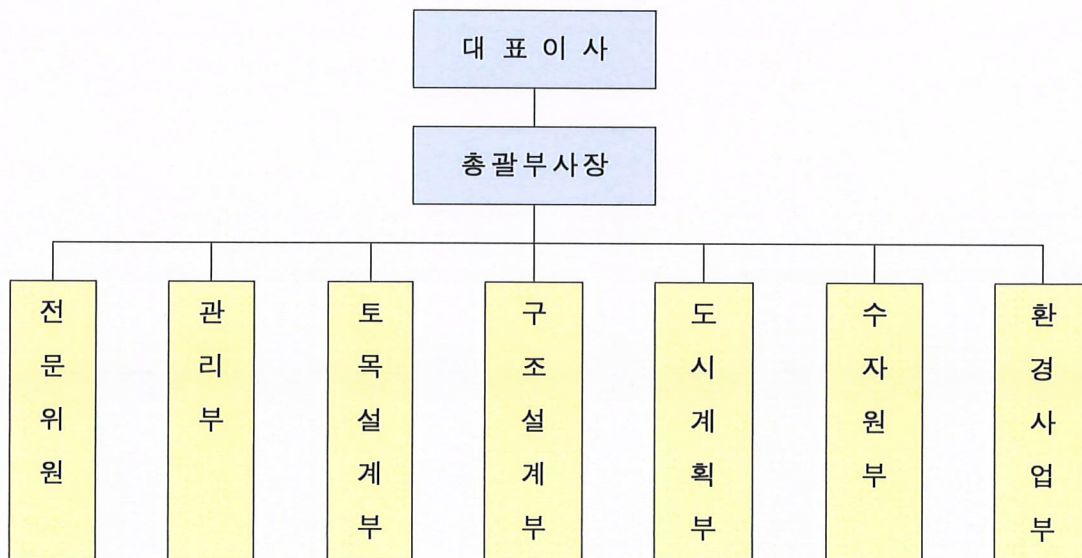 대 표 이 사
총괄부사장
전문위원
관리부
토목설계부
구조설계부
도시계획부
수자원부
환경사업부